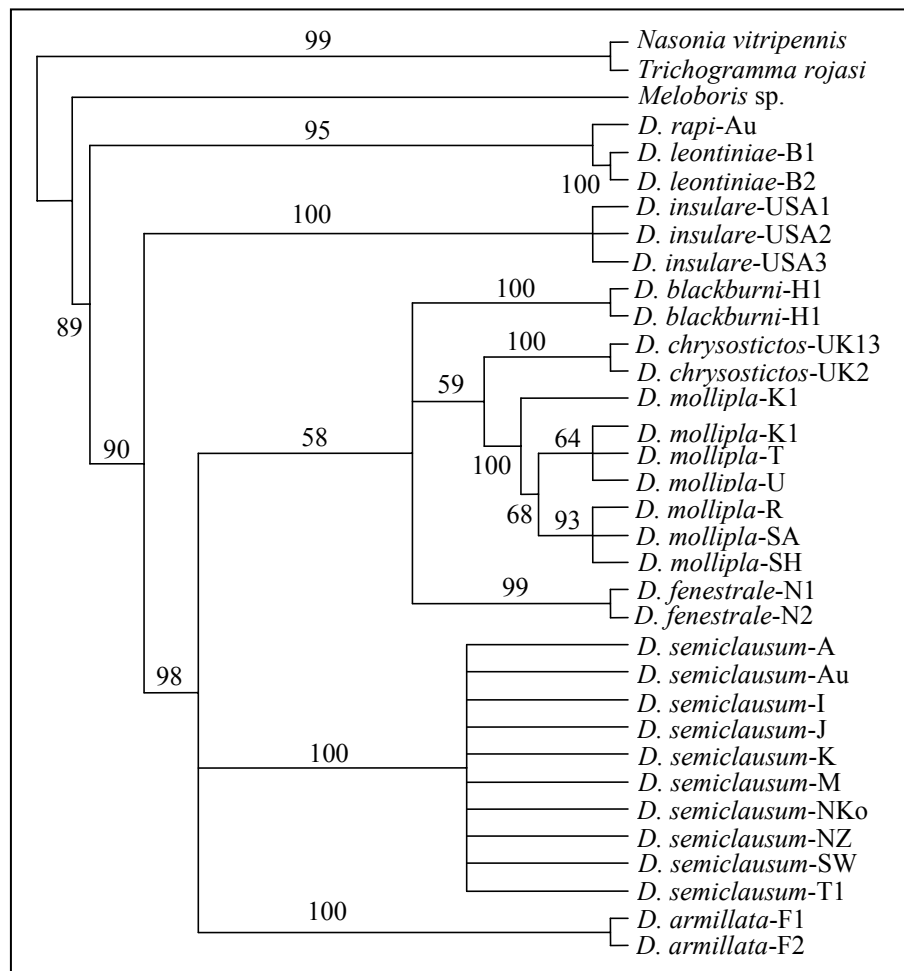 99
Nasonia vitripennis
Trichogramma rojasi
Meloboris sp.
95
D. rapi-Au
D. leontiniae-B1
100
D. leontiniae-B2
100
D. insulare-USA1
D. insulare-USA2
D. insulare-USA3
100
D. blackburni-H1
D. blackburni-H1
89
100
D. chrysostictos-UK13
D. chrysostictos-UK2
59
D. mollipla-K1
90
58
64
D. mollipla-K1
D. mollipla-T
100
D. mollipla-U
68
93
D. mollipla-R
D. mollipla-SA
D. mollipla-SH
99
D. fenestrale-N1
D. fenestrale-N2
98
D. semiclausum-A
D. semiclausum-Au
D. semiclausum-I
D. semiclausum-J
100
D. semiclausum-K
D. semiclausum-M
D. semiclausum-NKo
D. semiclausum-NZ
D. semiclausum-SW
D. semiclausum-T1
100
D. armillata-F1
D. armillata-F2